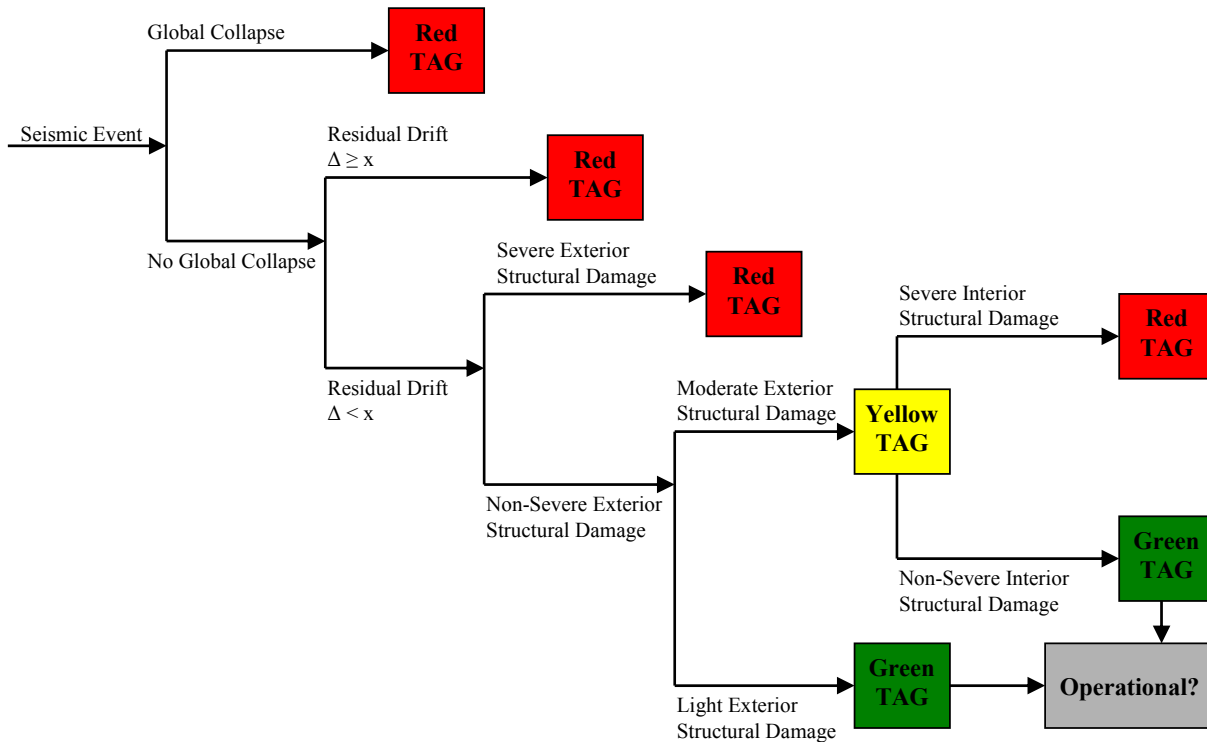 Global Collapse
Red
TAG
Seismic Event
Residual Drift
Δ ≥ x
Red
TAG
No Global Collapse
Severe Exterior
Structural Damage
Red
TAG
Severe Interior
Structural Damage
Red
TAG
Residual Drift
Δ < x
Moderate Exterior
Structural Damage
Yellow
TAG
Non-Severe Exterior
Structural Damage
Green
TAG
Non-Severe Interior
Structural Damage
Green
TAG
Operational?
Light Exterior
Structural Damage